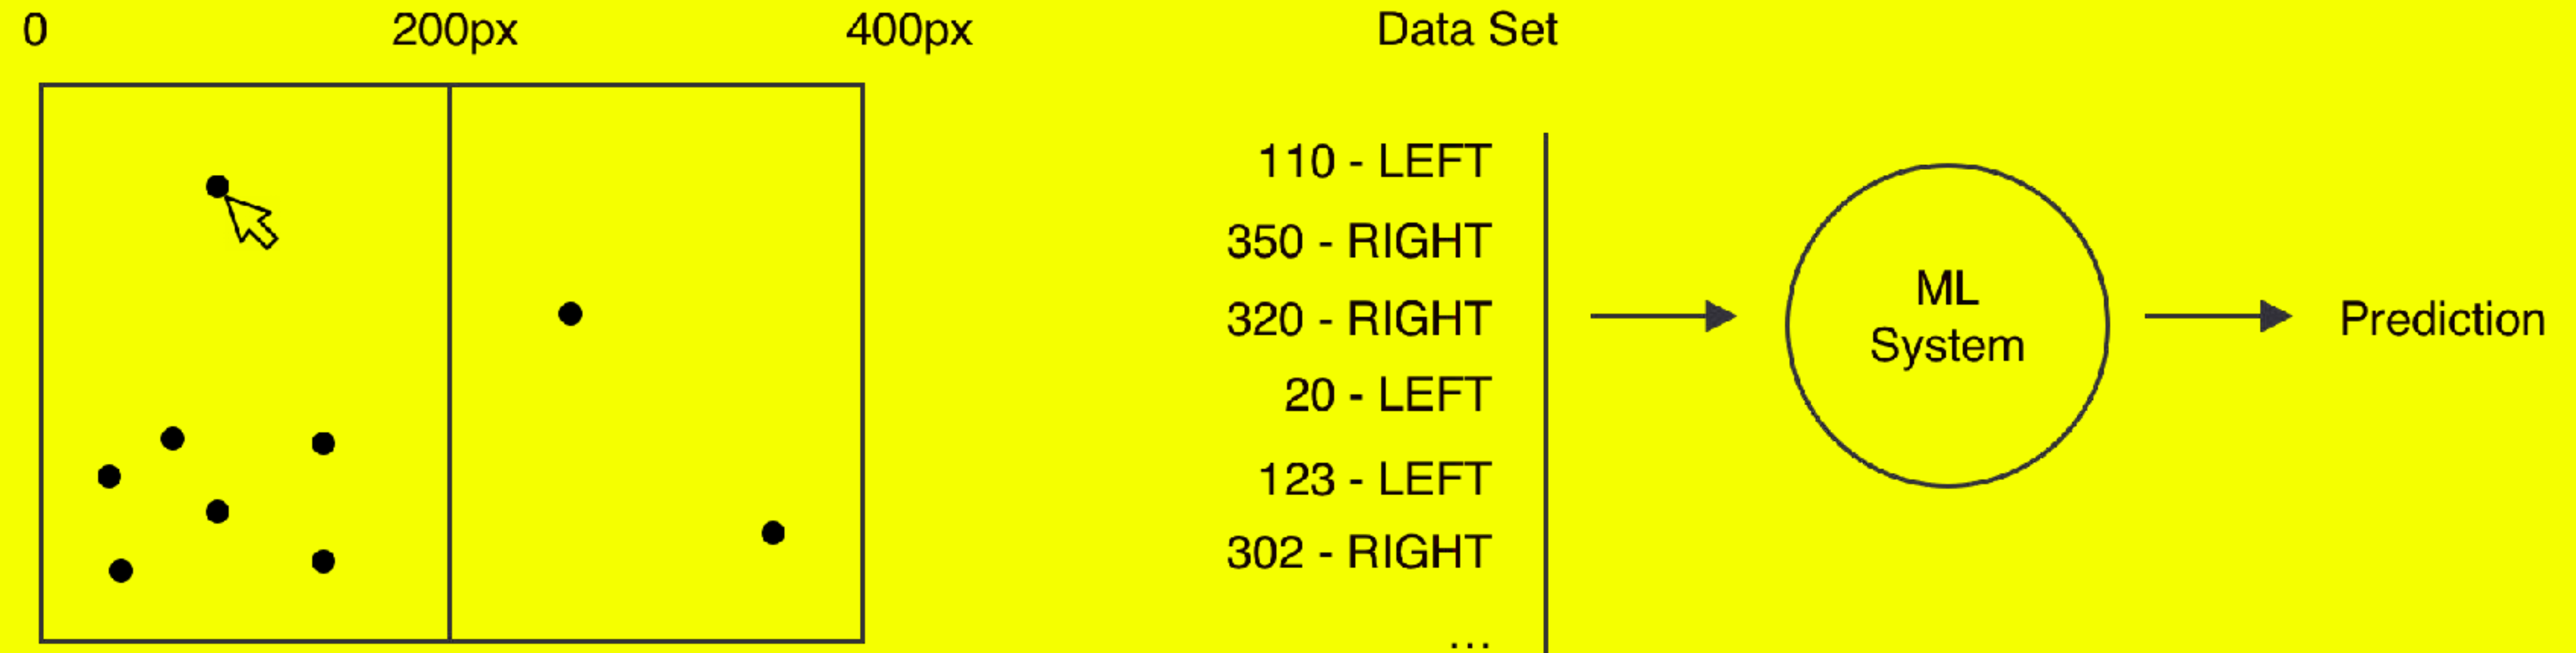 0 200px 400px
Data Set
110 - LEFT
350 - RIGHT
320 - RIGHT
20 - LEFT
123 - LEFT
302 - RIGHT
...
ML
System
Prediction